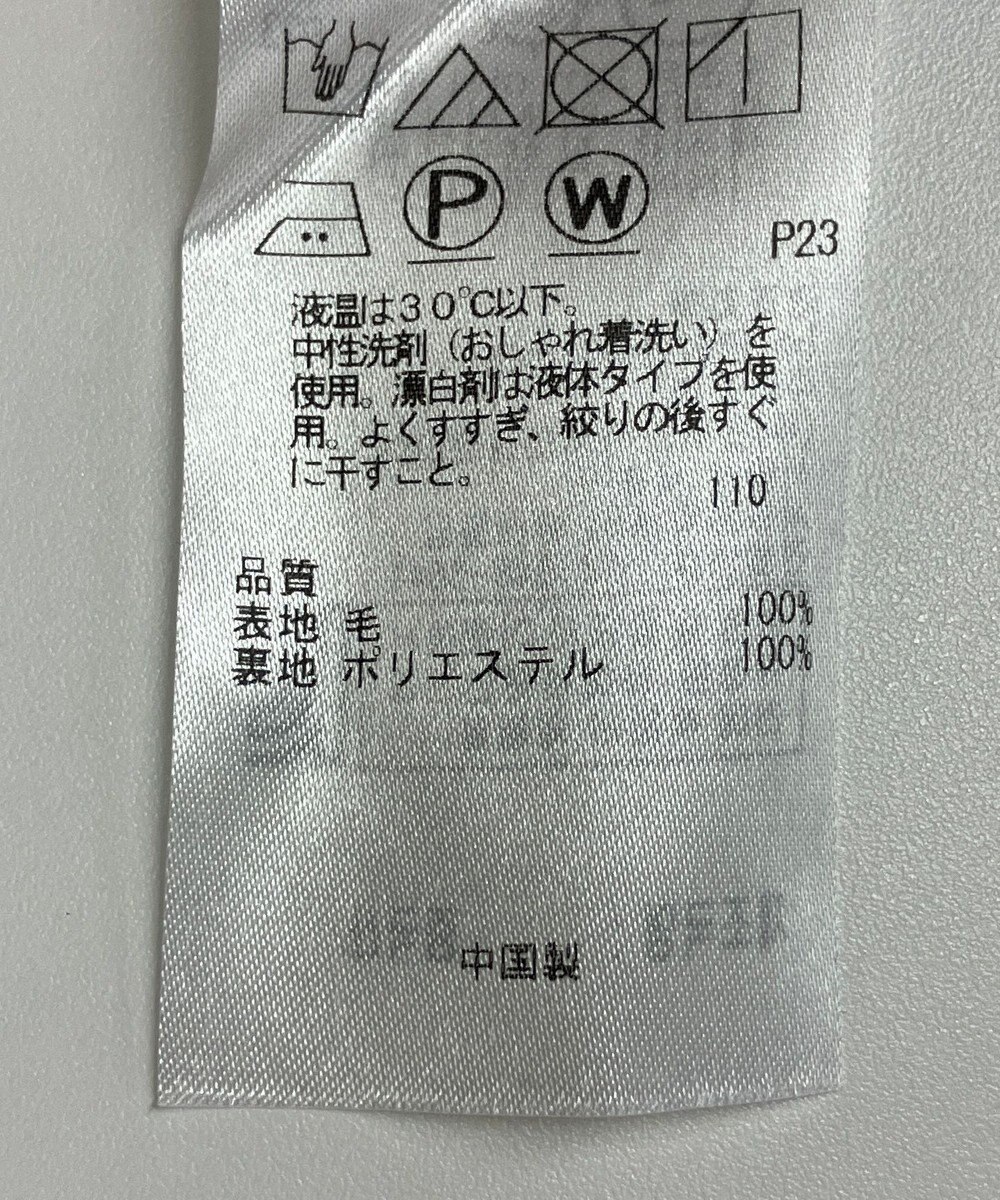 P
W
P23
液温は３０℃以下。
中性洗剤（おしゃれ着洗い）を
使用。漂白剤は液体タイプを使
用。よくすすぎ、絞りの後すぐ
に干すこと。
110
品質
表地 毛 100%
裏地 ポリエステル 100%
中国製